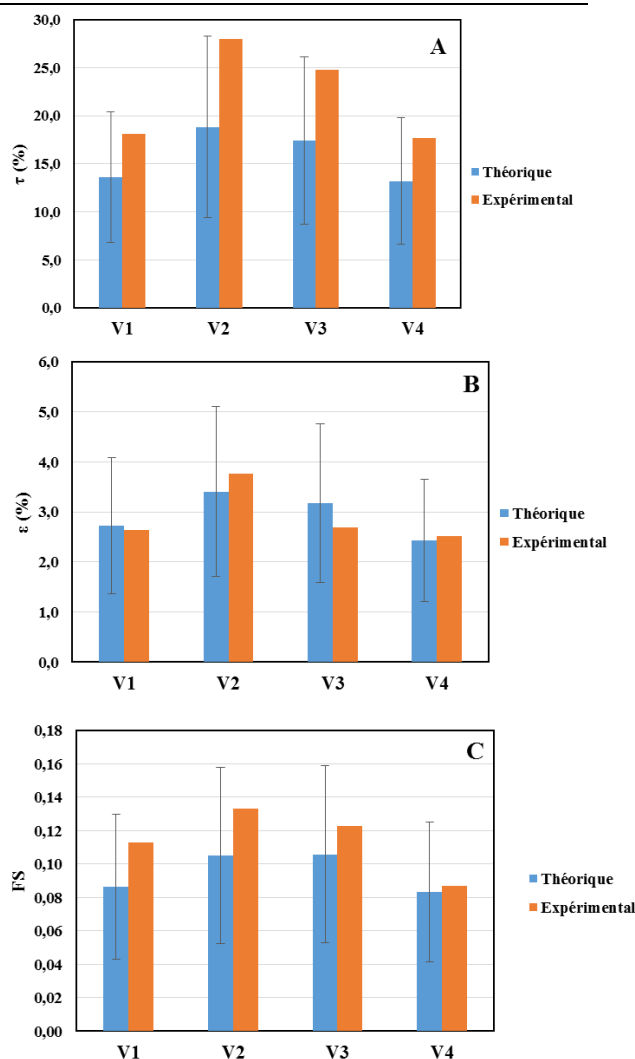 A
30,0
25,0
20,0
15,0
10,0
5,0
0,0
τ (%)
V1 V2 V3 V4
Théorique
Expérimental
B
6,0
5,0
4,0
3,0
2,0
1,0
0,0
ε (%)
V1 V2 V3 V4
Théorique
Expérimental
C
0,18
0,16
0,14
0,12
0,10
0,08
0,06
0,04
0,02
0,00
FS
V1 V2 V3 V4
Théorique
Expérimental